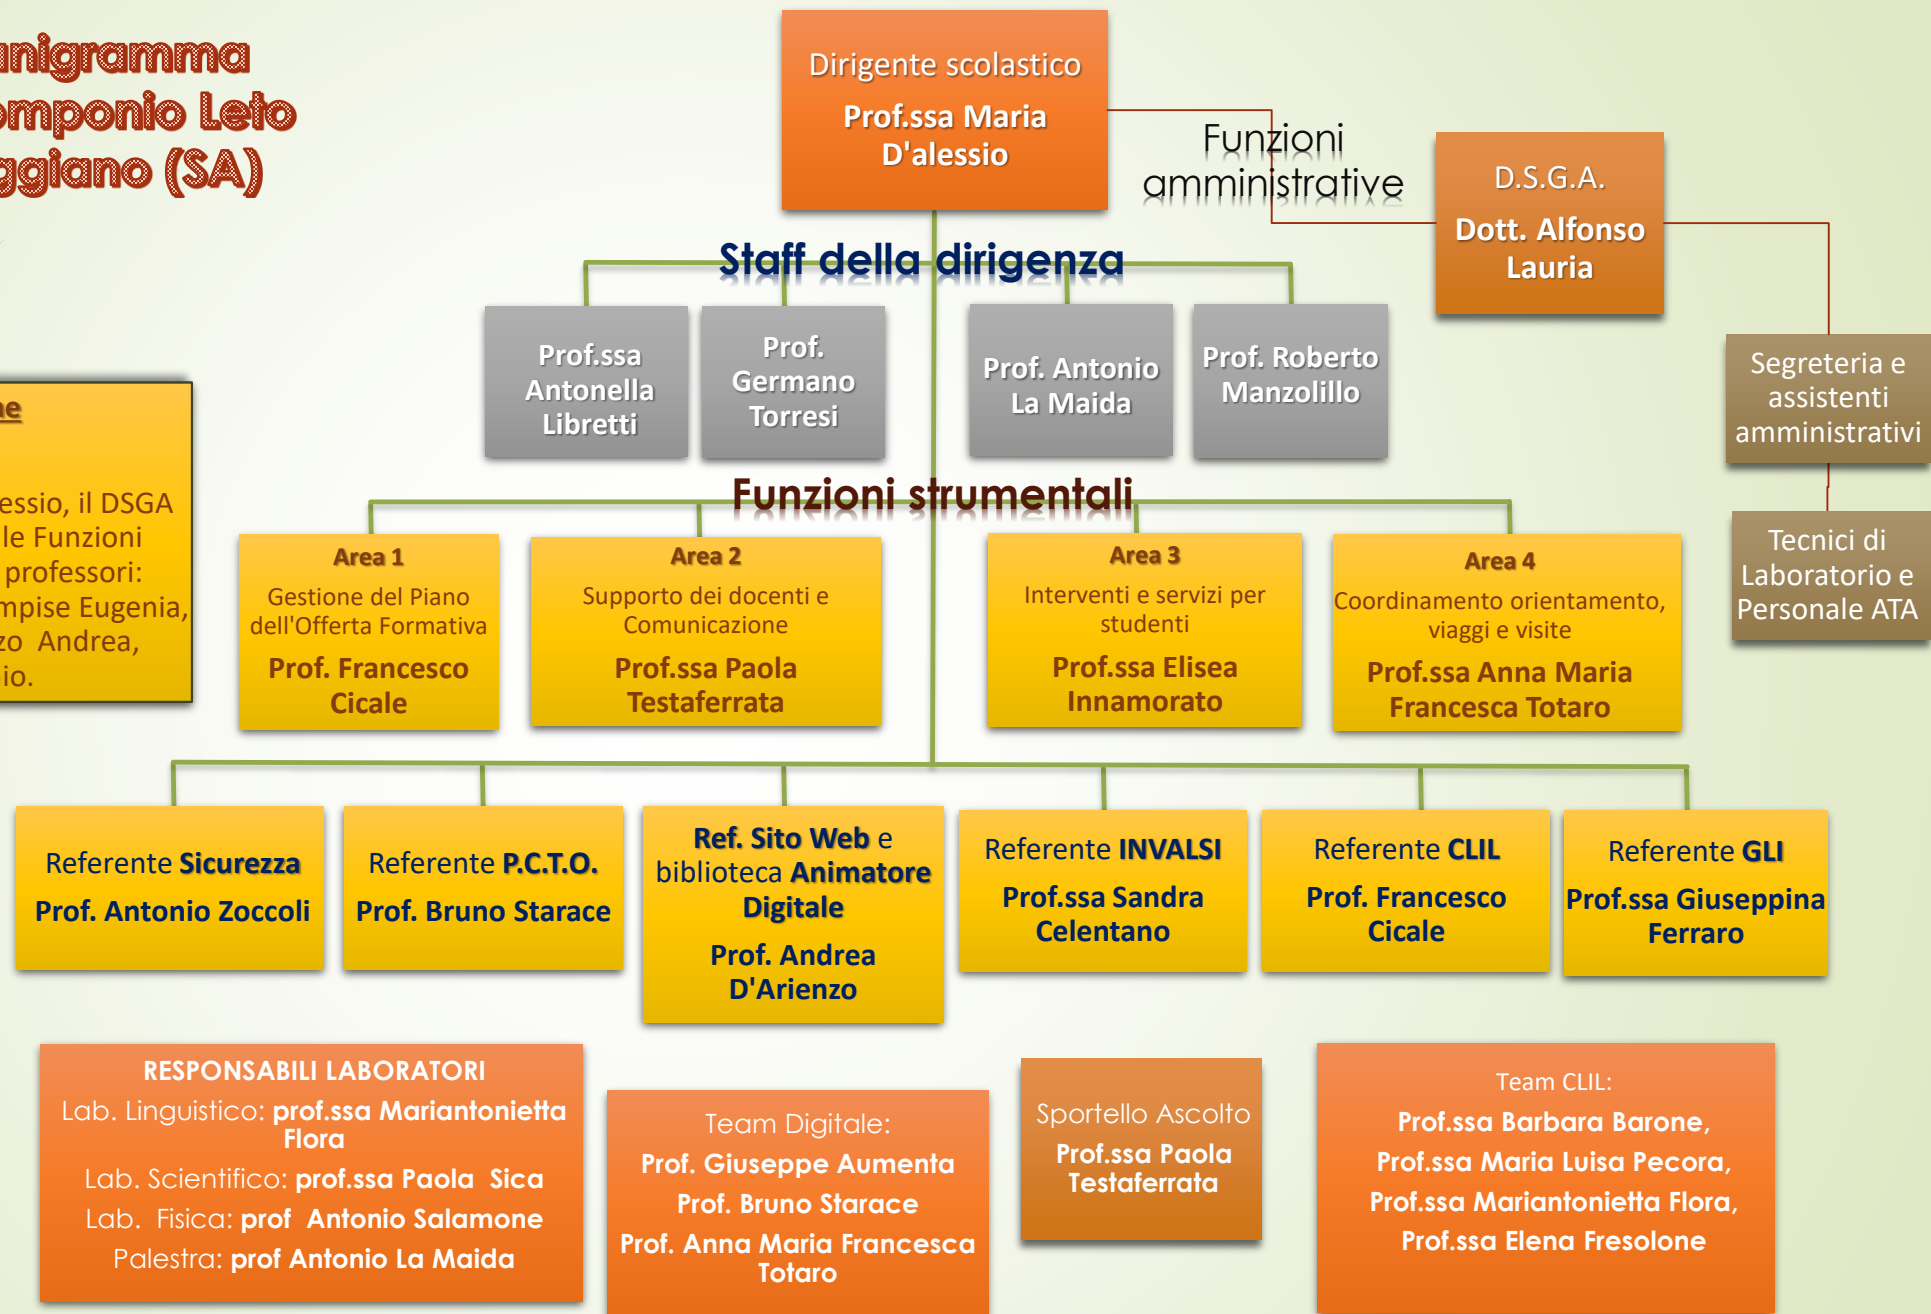 anigramma
omponio Leto
ggiano (SA)
Dirigente scolastico
Prof.ssa Maria
D'alessio
Funzioni
amministrative
D.S.G.A.
Dott. Alfonso
Lauria
Staff della dirigenza
Prof.ssa
Antonella
Libretti
Prof.
Germano
Torresi
Prof. Antonio
La Maida
Prof. Roberto
Manzolillo
Segreteria e
assistenti
amministrativi
Tecnici di
Laboratorio e
Personale ATA
ne
essio, il DSGA
le Funzioni
professori:
mpise Eugenia,
zo Andrea,
io.
Funzioni strumentali
Area 1
Gestione del Piano
dell'Offerta Formativa
Prof. Francesco
Cicale
Area 2
Supporto dei docenti e
Comunicazione
Prof.ssa Paola
Testaferrata
Area 3
Interventi e servizi per
studenti
Prof.ssa Elisea
Innamorato
Area 4
Coordinamento orientamento,
viaggi e visite
Prof.ssa Anna Maria
Francesca Totaro
Referente Sicurezza
Prof. Antonio Zoccoli
Referente P.C.T.O.
Prof. Bruno Starace
Ref. Sito Web e
biblioteca Animatore
Digitale
Prof. Andrea
D'Arienzo
Referente INVALSI
Prof.ssa Sandra
Celentano
Referente CLIL
Prof. Francesco
Cicale
Referente GLI
Prof.ssa Giuseppina
Ferraro
RESPONSABILI LABORATORI
Lab. Linguistico: prof.ssa Mariantonietta
Flora
Lab. Scientifico: prof.ssa Paola Sica
Lab. Fisica: prof Antonio Salamone
Palestra: prof Antonio La Maida
Team Digitale:
Prof. Giuseppe Aumenta
Prof. Bruno Starace
Prof. Anna Maria Francesca
Totaro
Sportello Ascolto
Prof.ssa Paola
Testaferrata
Team CLIL:
Prof.ssa Barbara Barone,
Prof.ssa Maria Luisa Pecora,
Prof.ssa Mariantonietta Flora,
Prof.ssa Elena Fresolone